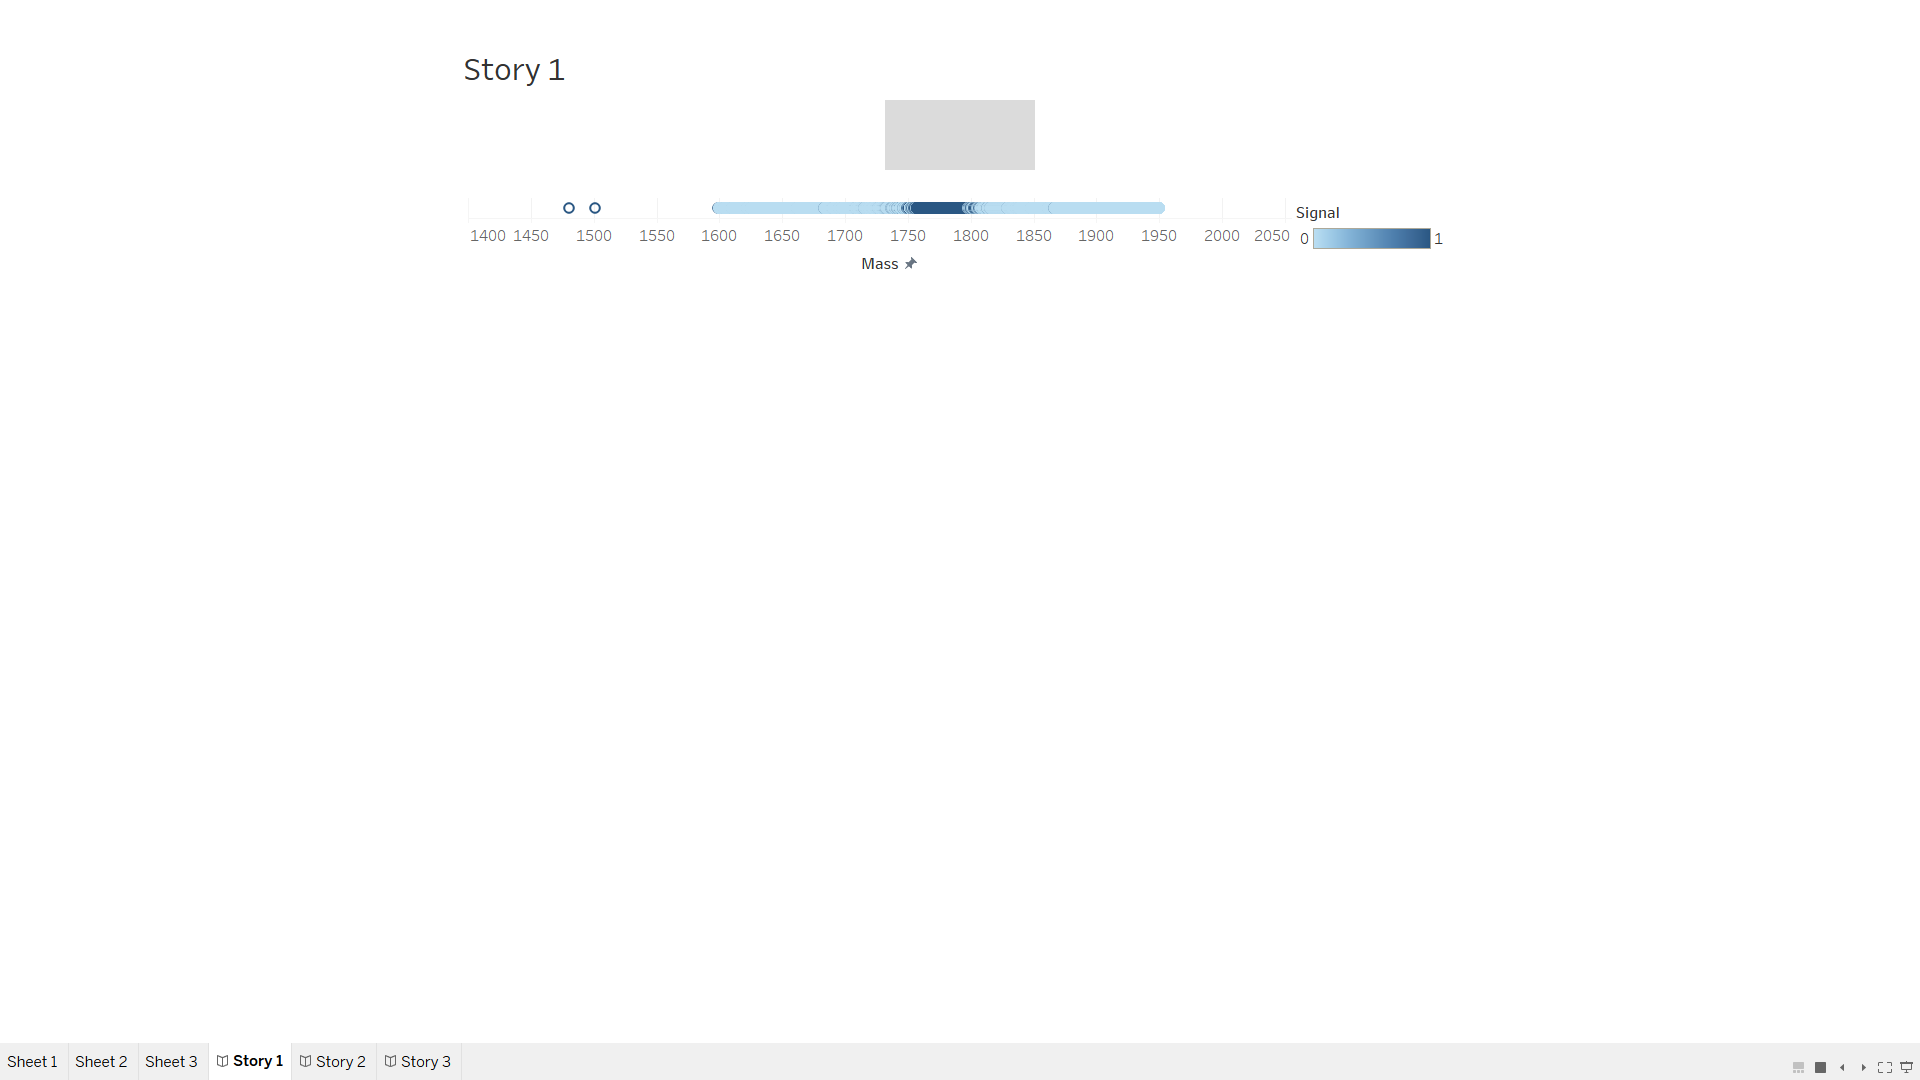 Story 1
1400 1450 1500 1550 1600 1650 1700 1750 1800 1850 1900 1950 2000 2050
Mass
Signal
0 1
Sheet 1 Sheet 2 Sheet 3 Story 1 Story 2 Story 3